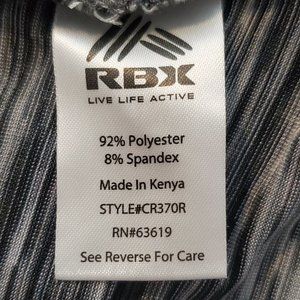 RBX
LIVE LIFE ACTIVE
92% Polyester
8% Spandex
Made In Kenya
STYLE#CR370R
RN#63619
See Reverse For Care